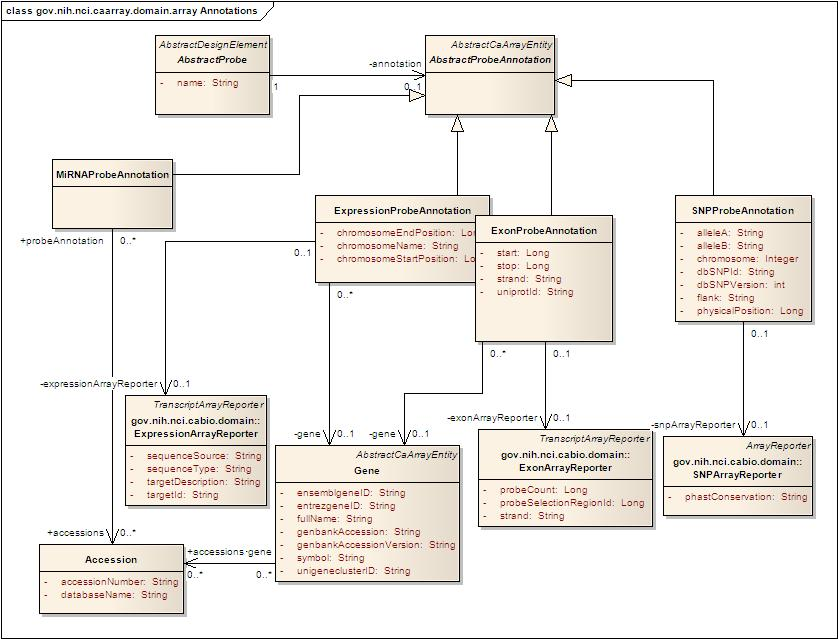 class gov.nih.nci.caarray.domain.array Annotations
AbstractDesignElement
AbstractProbe
- name: String
AbstractCaArrayEntity
AbstractProbeAnnotation
-annotation
1
0..1
MiRNAProbeAnnotation
ExpressionProbeAnnotation
- chromosomeEndPosition: Lon
- chromosomeName: String
- chromosomeStartPosition: Lo
ExonProbeAnnotation
- start: Long
- stop: Long
- strand: String
- uniprotId: String
SNPProbeAnnotation
- alleleA: String
- alleleB: String
- chromosome: Integer
- dbSNPId: String
- dbSNPVersion: int
- flank: String
- physicalPosition: Long
+probeAnnotation 0..*
0..1
0..*
0..*
0..1
0..1
-expressionArrayReporter 0..1
-gene 0..1
-gene 0..1
-exonArrayReporter 0..1
-snpArrayReporter 0..1
TranscriptArrayReporter
gov.nih.nci.cabio.domain::
ExpressionArrayReporter
- sequenceSource: String
- sequenceType: String
- targetDescription: String
- targetId: String
AbstractCaArrayEntity
Gene
- ensemblgeneID: String
- entrezgeneID: String
- fullName: String
- genbankAccession: String
- genbankAccessionVersion: String
- symbol: String
- unigeneclusterID: String
TranscriptArrayReporter
gov.nih.nci.cabio.domain::
ExonArrayReporter
- probeCount: Long
- probeSelectionRegionId: Long
- strand: String
ArrayReporter
gov.nih.nci.cabio.domain::
SNPArrayReporter
- phastConservation: String
+accessions 0..*
Accession
- accessionNumber: String
- databaseName: String
+accessions -gene
0..* 0..*